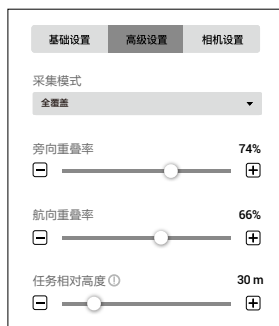 基础设置 高级设置 相机设置
采集模式
全覆盖
旁向重叠率 74%
航向重叠率 66%
任务相对高度 30 m